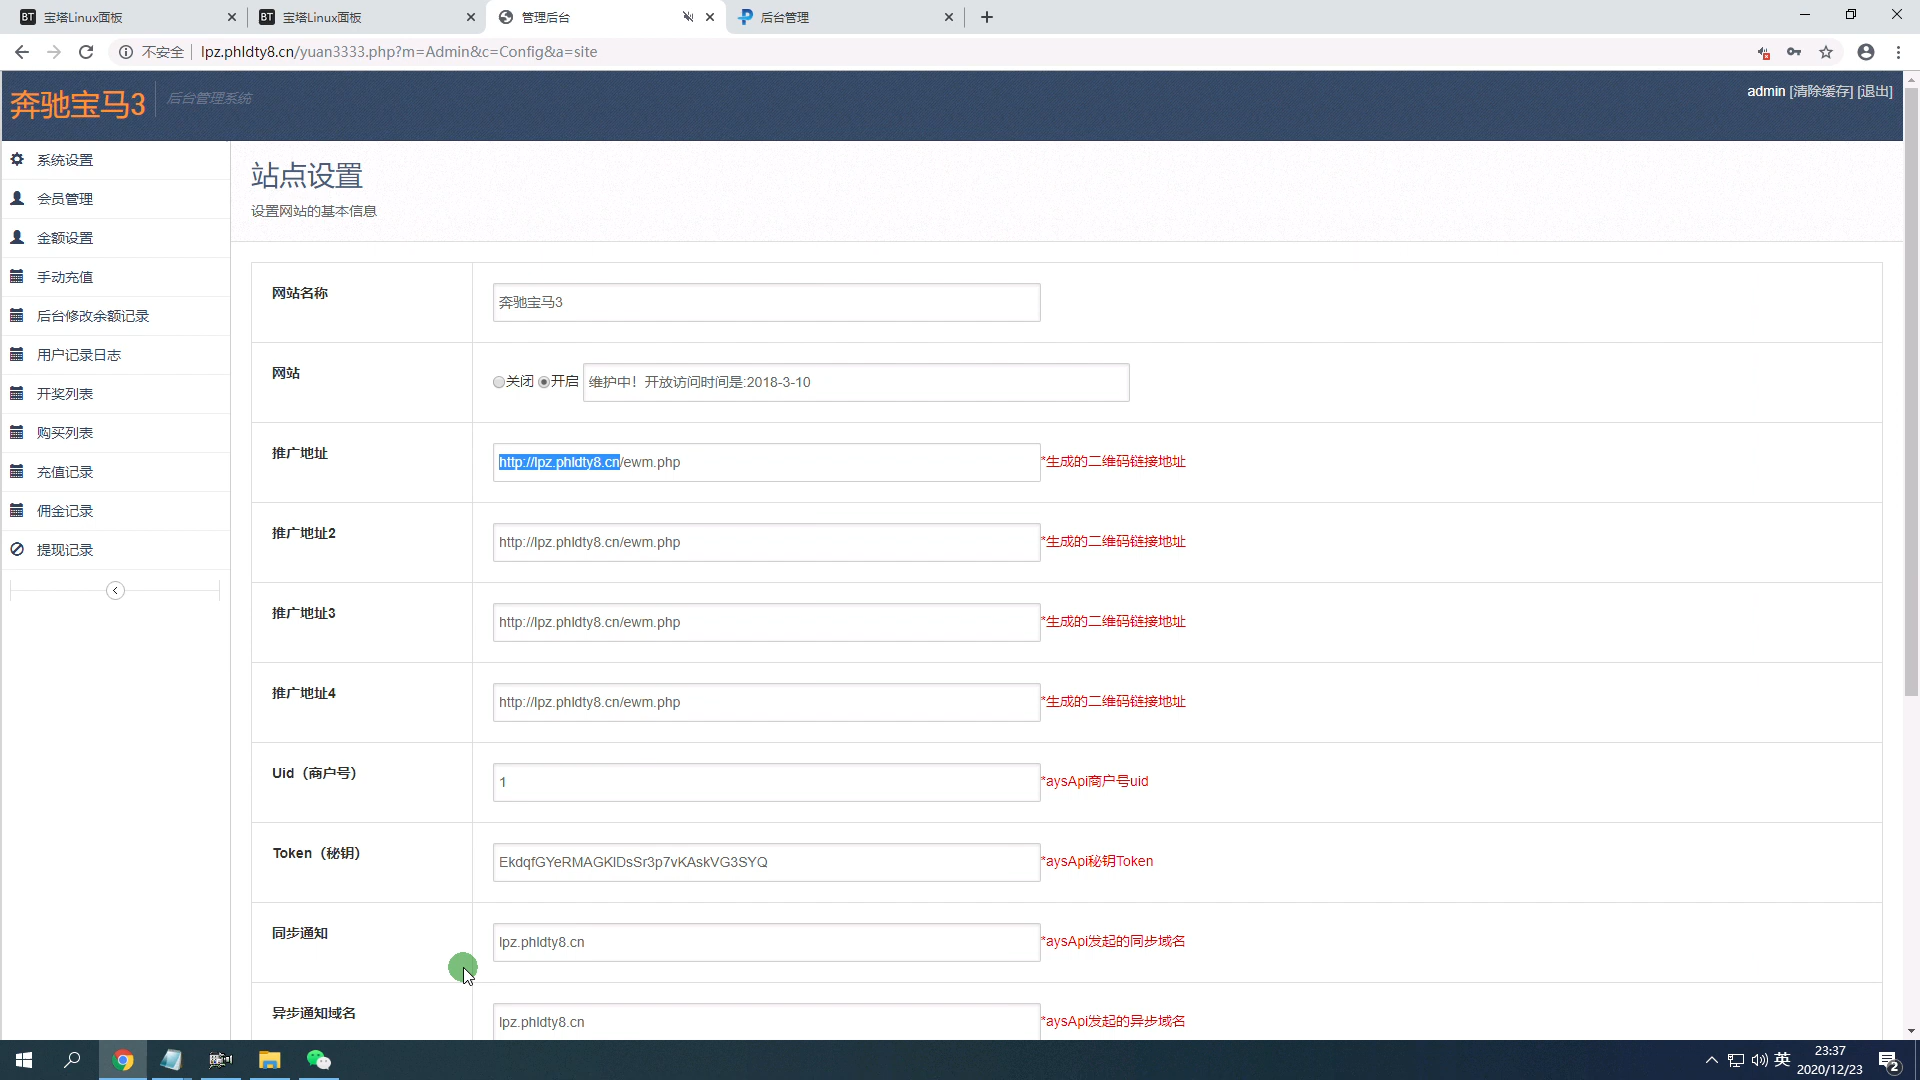 宝塔Linux面板
宝塔Linux面板
管理后台
后台管理
不安全
lpz.phldty8.cn/yuan3333.php?m=Admin&c=Config&a=site
奔驰宝马3
后台管理系统
admin [清除缓存] [退出]
系统设置
会员管理
金额设置
手动充值
后台修改余额记录
用户记录日志
开奖列表
购买列表
充值记录
佣金记录
提现记录
站点设置
设置网站的基本信息
网站名称
奔驰宝马3
网站
关闭 开启 维护中！开放访问时间是:2018-3-10
推广地址
http://lpz.phldty8.cn/ewm.php *生成的二维码链接地址
推广地址2
http://lpz.phldty8.cn/ewm.php *生成的二维码链接地址
推广地址3
http://lpz.phldty8.cn/ewm.php *生成的二维码链接地址
推广地址4
http://lpz.phldty8.cn/ewm.php *生成的二维码链接地址
Uid（商户号）
1 *aysApi商户号uid
Token（秘钥）
EkdqfGYeRMAGKIDsSr3p7vKAskVG3SYQ *aysApi秘钥Token
同步通知
lpz.phldty8.cn *aysApi发起的同步域名
异步通知域名
lpz.phldty8.cn *aysApi发起的异步域名
英
23:37
2020/12/23
2